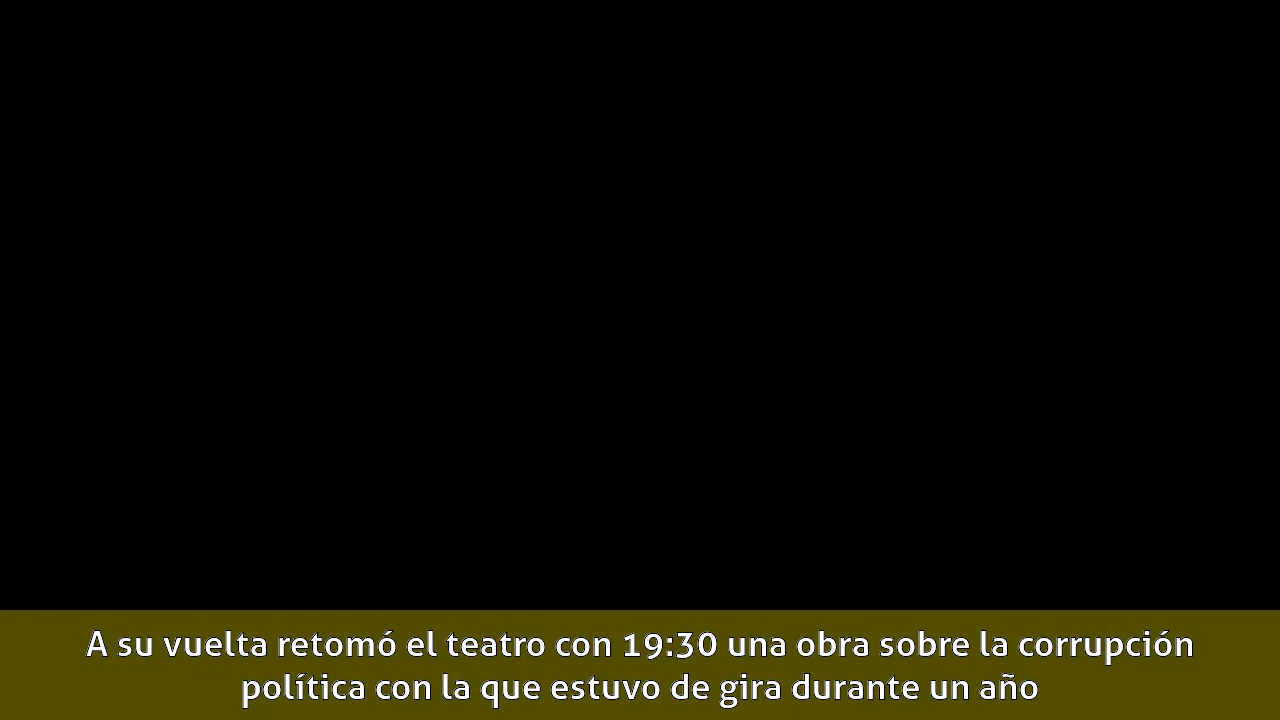 A su vuelta retomó el teatro con 19:30 una obra sobre la corrupción
política con la que estuvo de gira durante un año